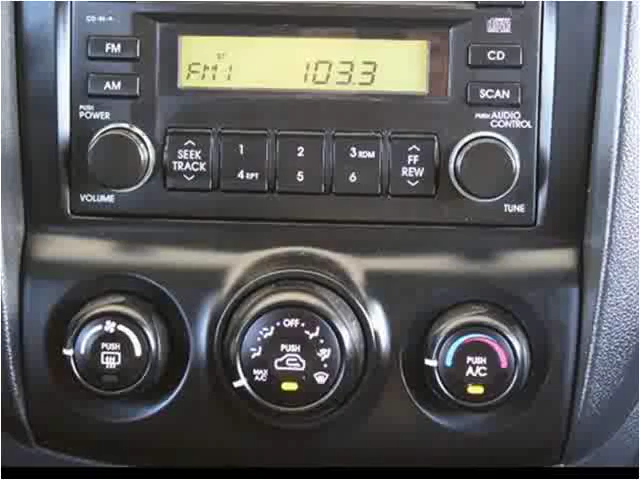 FM
ST
FM1 103.3
CD
AM
SCAN
PUSH
POWER
PUSH AUDIO
CONTROL
SEEK
TRACK
1
2
3 RDM
4 RPT
5
6
FF
REW
VOLUME
TUNE
OFF
PUSH
PUSH
MAX
A/C
PUSH
A/C